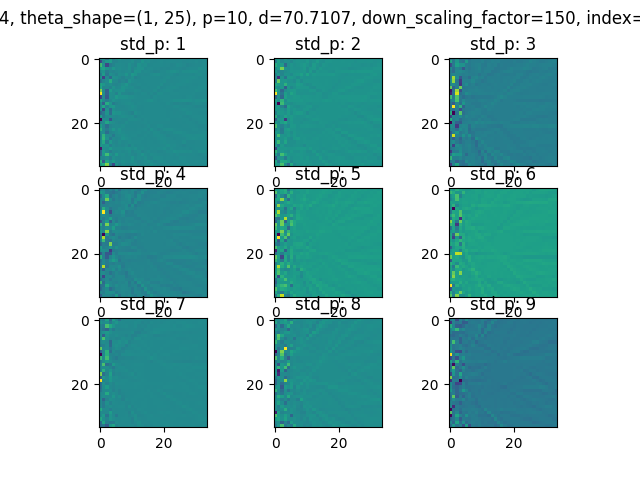 4, theta_shape=(1, 25), p=10, d=70.7107, down_scaling_factor=150, index=
std_p: 1 std_p: 2 std_p: 3
0 0 0
20 20 20
0 20 0 20 0 20
std_p: 4 std_p: 5 std_p: 6
0 0 0
20 20 20
0 20 0 20 0 20
std_p: 7 std_p: 8 std_p: 9
0 0 0
20 20 20
0 20 0 20 0 20